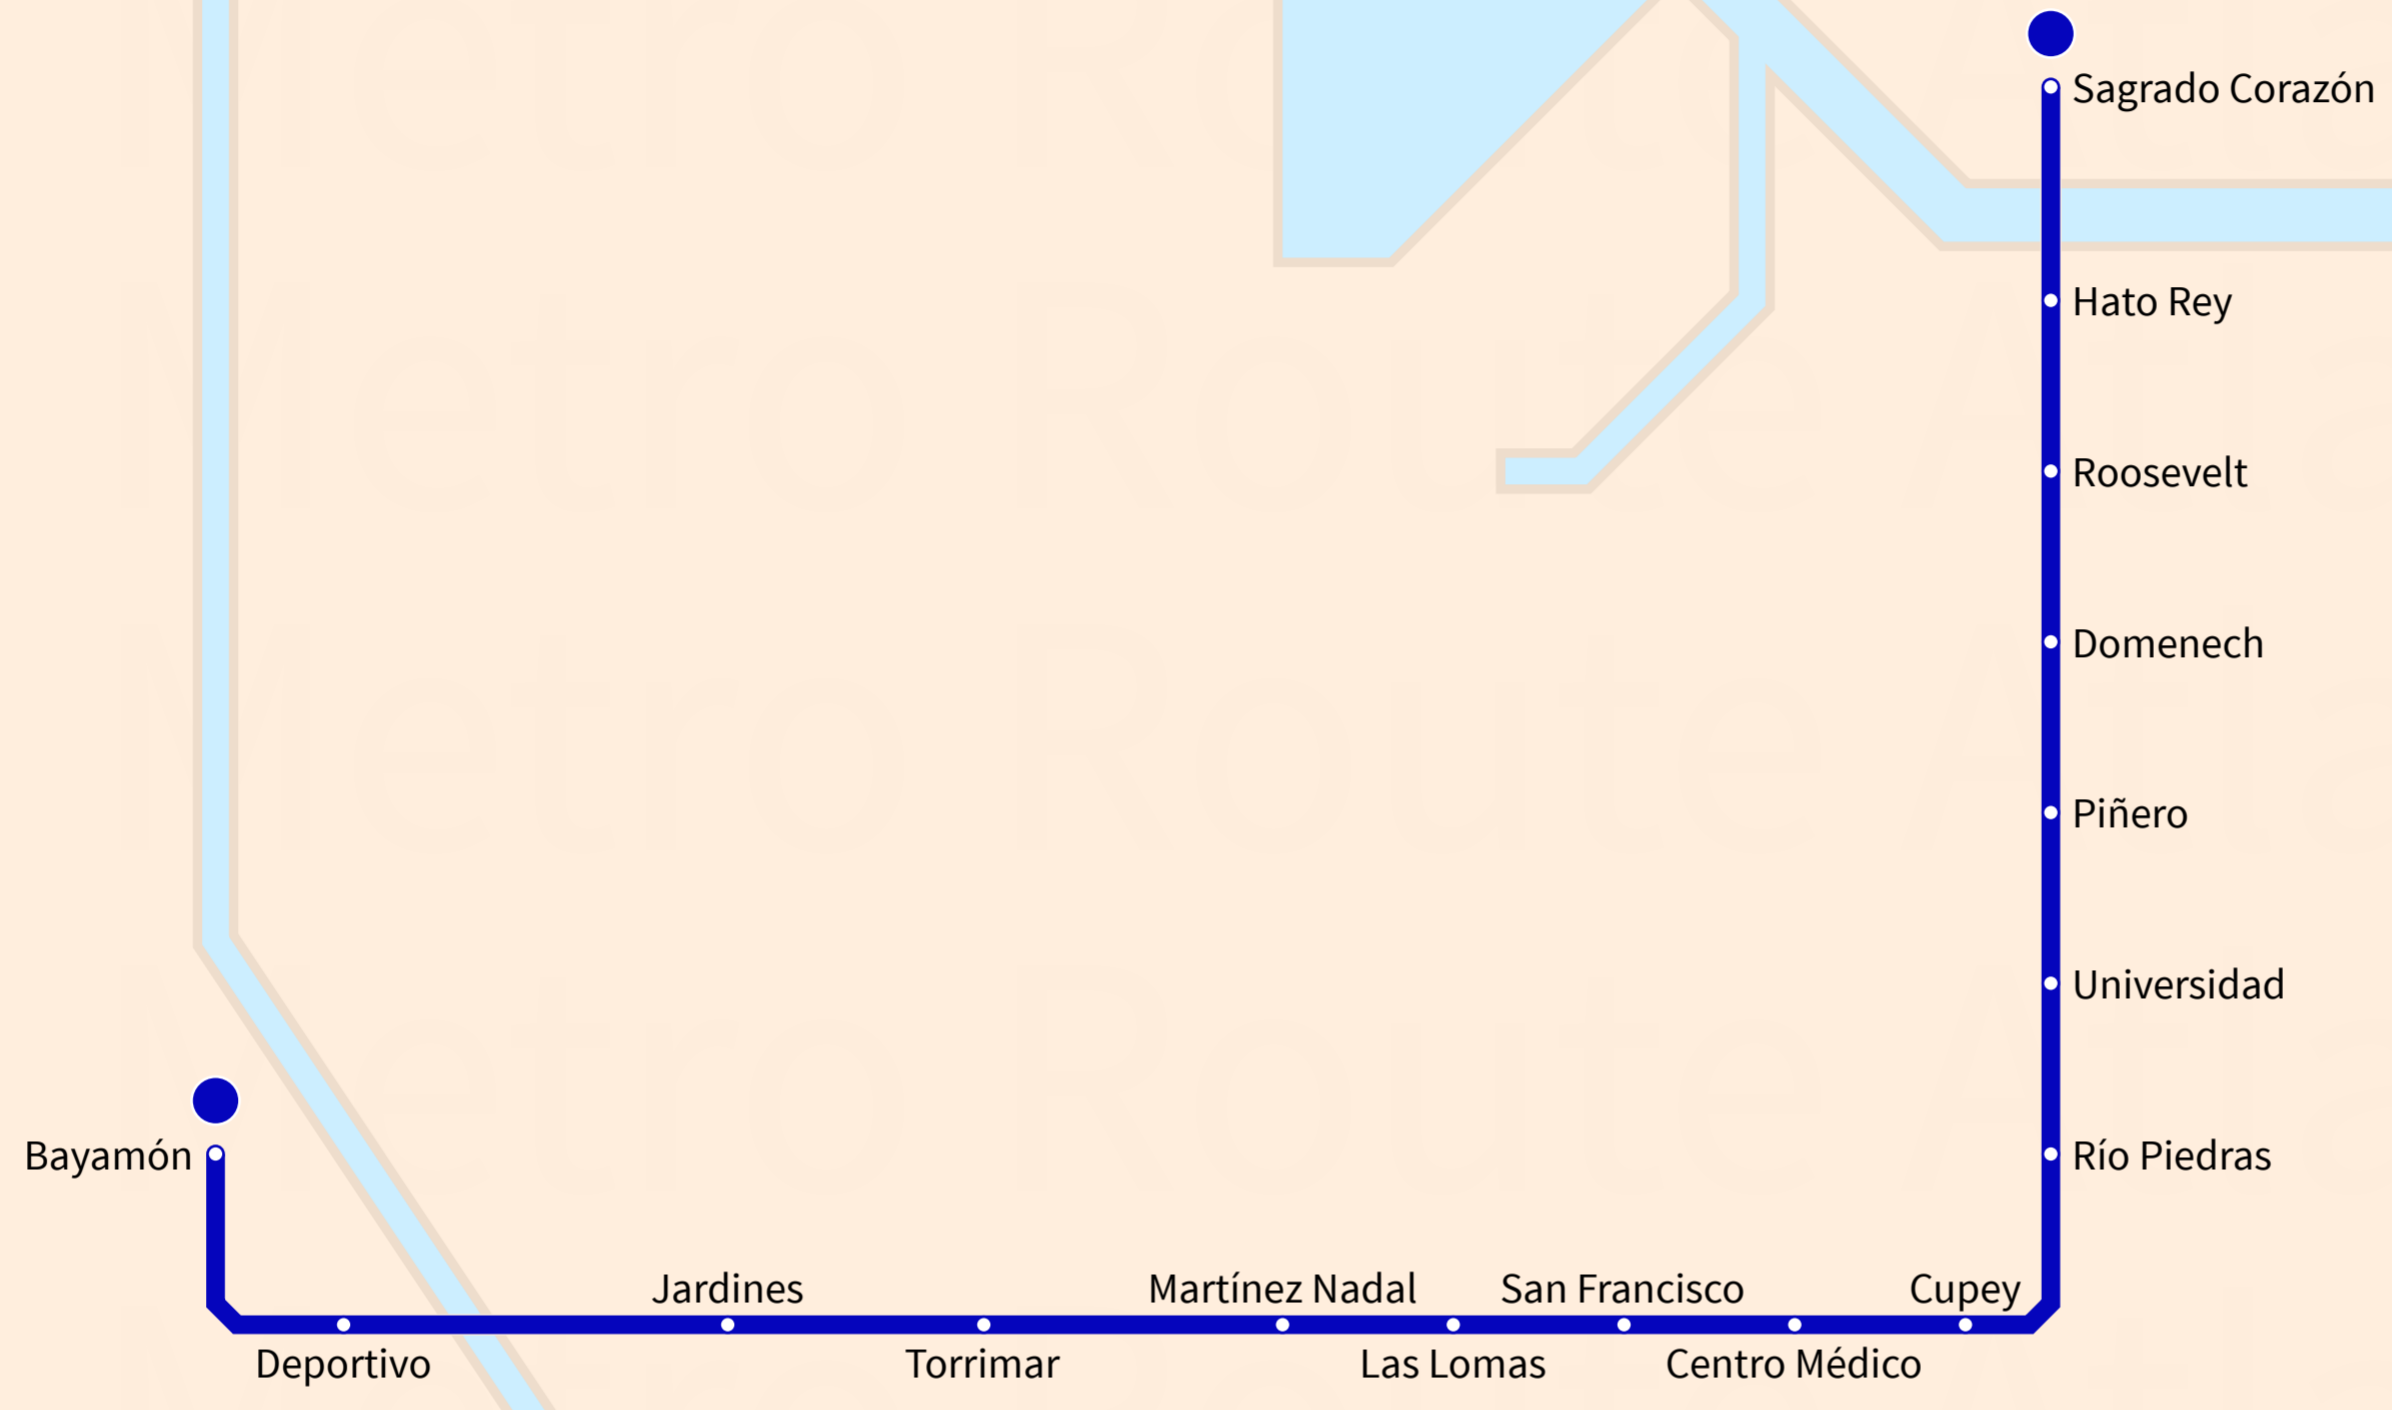 Sagrado Corazón
Hato Rey
Roosevelt
Domenech
Piñero
Universidad
Río Piedras
Bayamón
Jardines
Martínez Nadal
San Francisco
Cupey
Deportivo
Torrimar
Las Lomas
Centro Médico